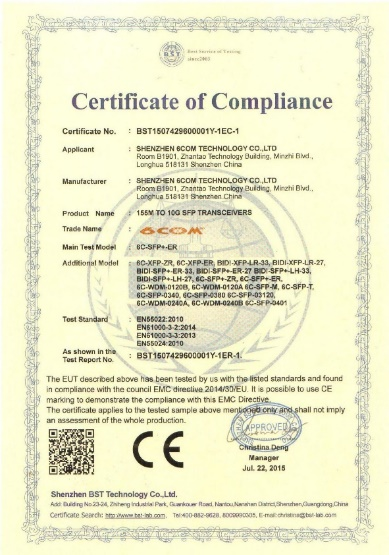 BST
Best Service of Testing
since2003
Certificate of Compliance
Certificate No. : BST1507429600001Y-1EC-1
Applicant : SHENZHEN 6COM TECHNOLOGY CO.,LTD
Room B1901, Zhantao Technology Building, Minzhi Blvd.,
Longhua 518131 Shenzhen China
Manufacturer : SHENZHEN 6COM TECHNOLOGY CO.,LTD
Room B1901, Zhantao Technology Building, Minzhi Blvd.,
Longhua 518131 Shenzhen China
Product Name : 155M TO 10G SFP TRANSCEIVERS
Trade Name : 6COM
Main Test Model : 6C-SFP+-ER
Additional Model : 6C-XFP-ZR, 6C-XFP-ER, BIDI-XFP-LR-33, BIDI-XFP-LR-27,
BIDI-SFP+-ER-33, BIDI-SFP+-ER-27 BIDI-SFP+-LH-33,
BIDI-SFP+-LH-27, 6C-SFP+-ZR, 6C-SFP+-ER,
6C-WDM-0120B, 6C-WDM-0120A 6C-SFP-M, 6C-SFP-T,
6C-SFP-0340, 6C-SFP-0380 6C-SFP-03120,
6C-WDM-0240A, 6C-WDM-0240B 6C-SFP-0401
Test Standard : EN55022:2010
EN61000-3-2:2014
EN61000-3-3:2013
EN55024:2010
As shown in the
Test Report No. : BST1507429600001Y-1ER-1.
The EUT described above has been tested by us with the listed standards and found
in compliance with the council EMC directive 2014/30/EU. It is possible to use CE
marking to demonstrate the compliance with this EMC Directive.
The certificate applies to the tested sample above mentioned only and shall not imply
an assessment of the whole production.
APPROVED
CE
Christina Deng
Manager
Jul. 22, 2015
Shenzhen BST Technology Co.,Ltd.
Add: Building No.23-24, Zhiheng Industrial Park, Guankouer Road, Nantou,Nanshan District,Shenzhen,Guangdong,China
Certificate Search: http://www.bst-lab.com Tel:400-882-9628, 8009990305, E-mail:christina@bst-lab.com